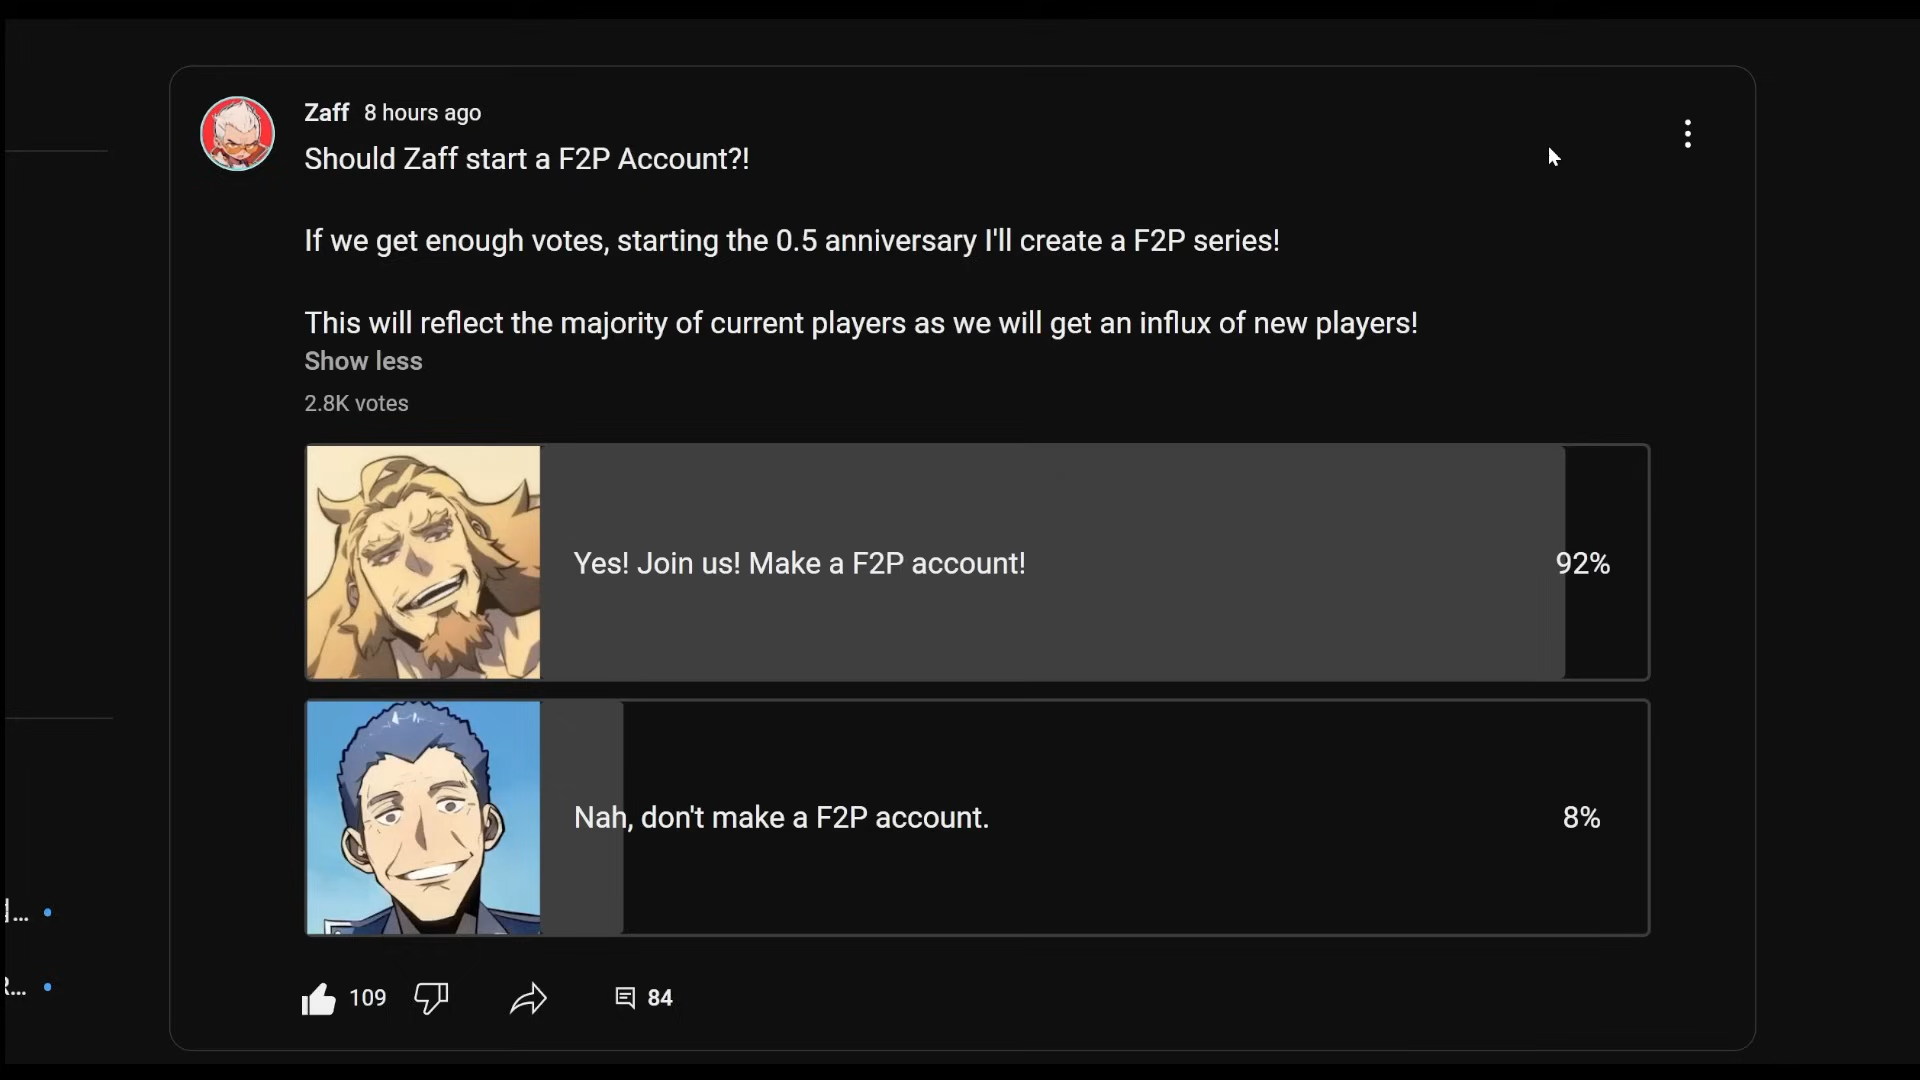 Zaff 8 hours ago
Should Zaff start a F2P Account?!
If we get enough votes, starting the 0.5 anniversary I'll create a F2P series!
This will reflect the majority of current players as we will get an influx of new players!
Show less
2.8K votes
Yes! Join us! Make a F2P account! 92%
Nah, don't make a F2P account. 8%
109 84